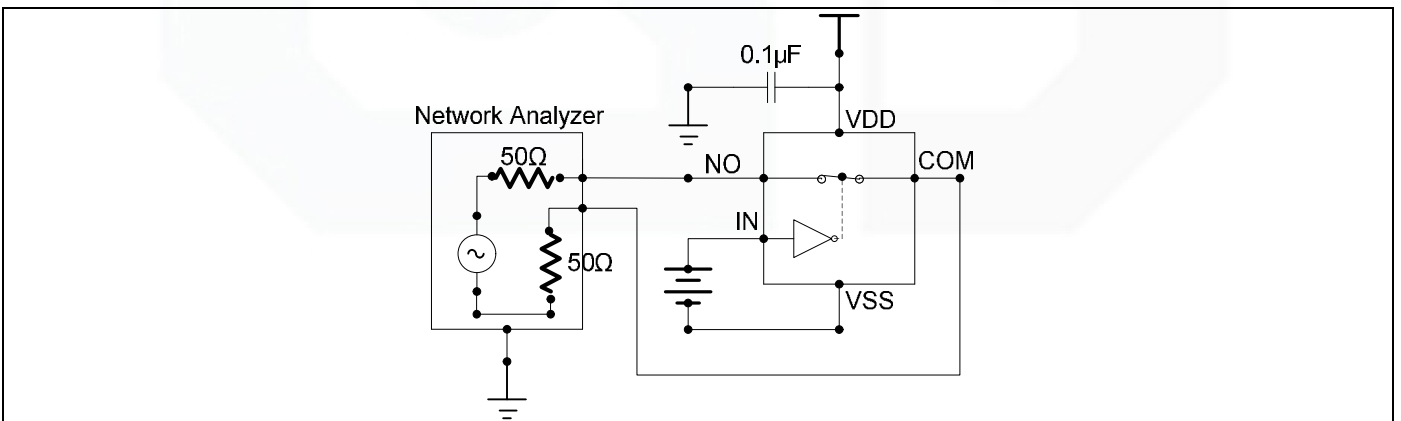 0.1µF
VDD
Network Analyzer
50Ω
NO
COM
IN
50Ω
VSS